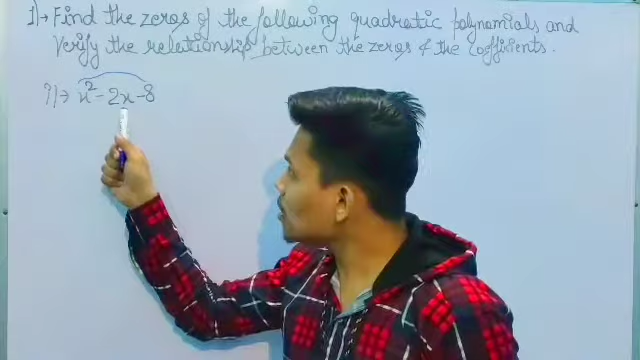 1)→ Find the zeros of the following quadratic polynomials and
Verify the relationship between the zeros & the Coefficients.
i)→ x² - 2x - 8